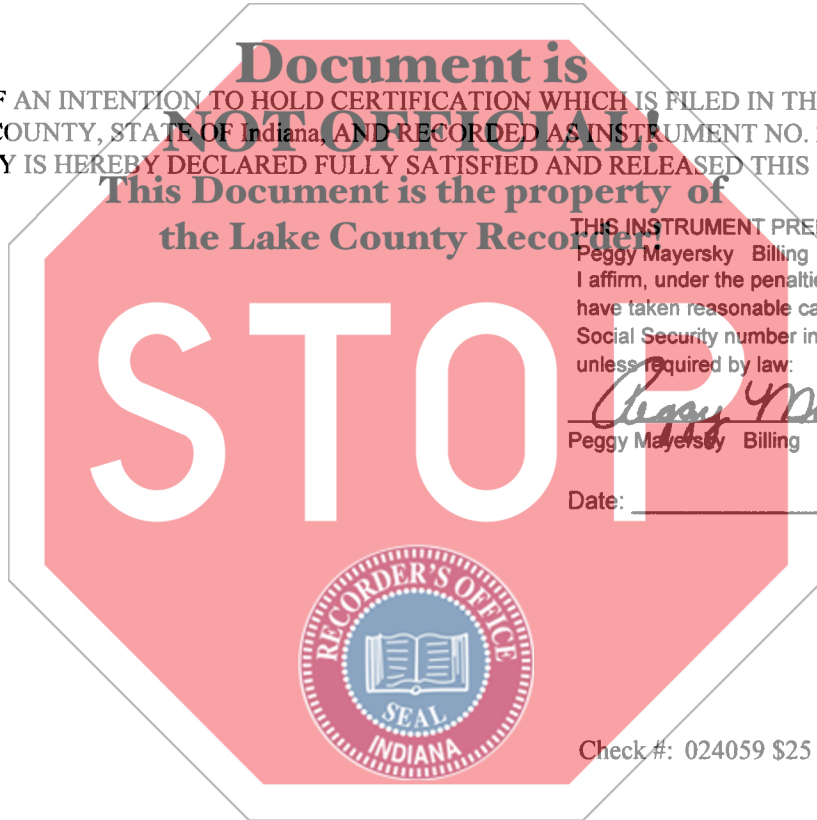 Document is
F AN INTENTION TO HOLD CERTIFICATION WHICH IS FILED IN TH
NOT OFFICIAL!
COUNTY, STATE OF Indiana, AND RECORDED AS INSTRUMENT NO.
Y IS HEREBY DECLARED FULLY SATISFIED AND RELEASED THIS
This Document is the property of
the Lake County Recorder!
THIS INSTRUMENT PRE
Peggy Mayersky Billing
I affirm, under the penaltie
have taken reasonable ca
Social Security number in
unless required by law:
STOP
Peggy
Peggy Mayersky Billing
Date:
RECORDER'S OFFICE
SEAL
INDIANA
Check #: 024059 $25